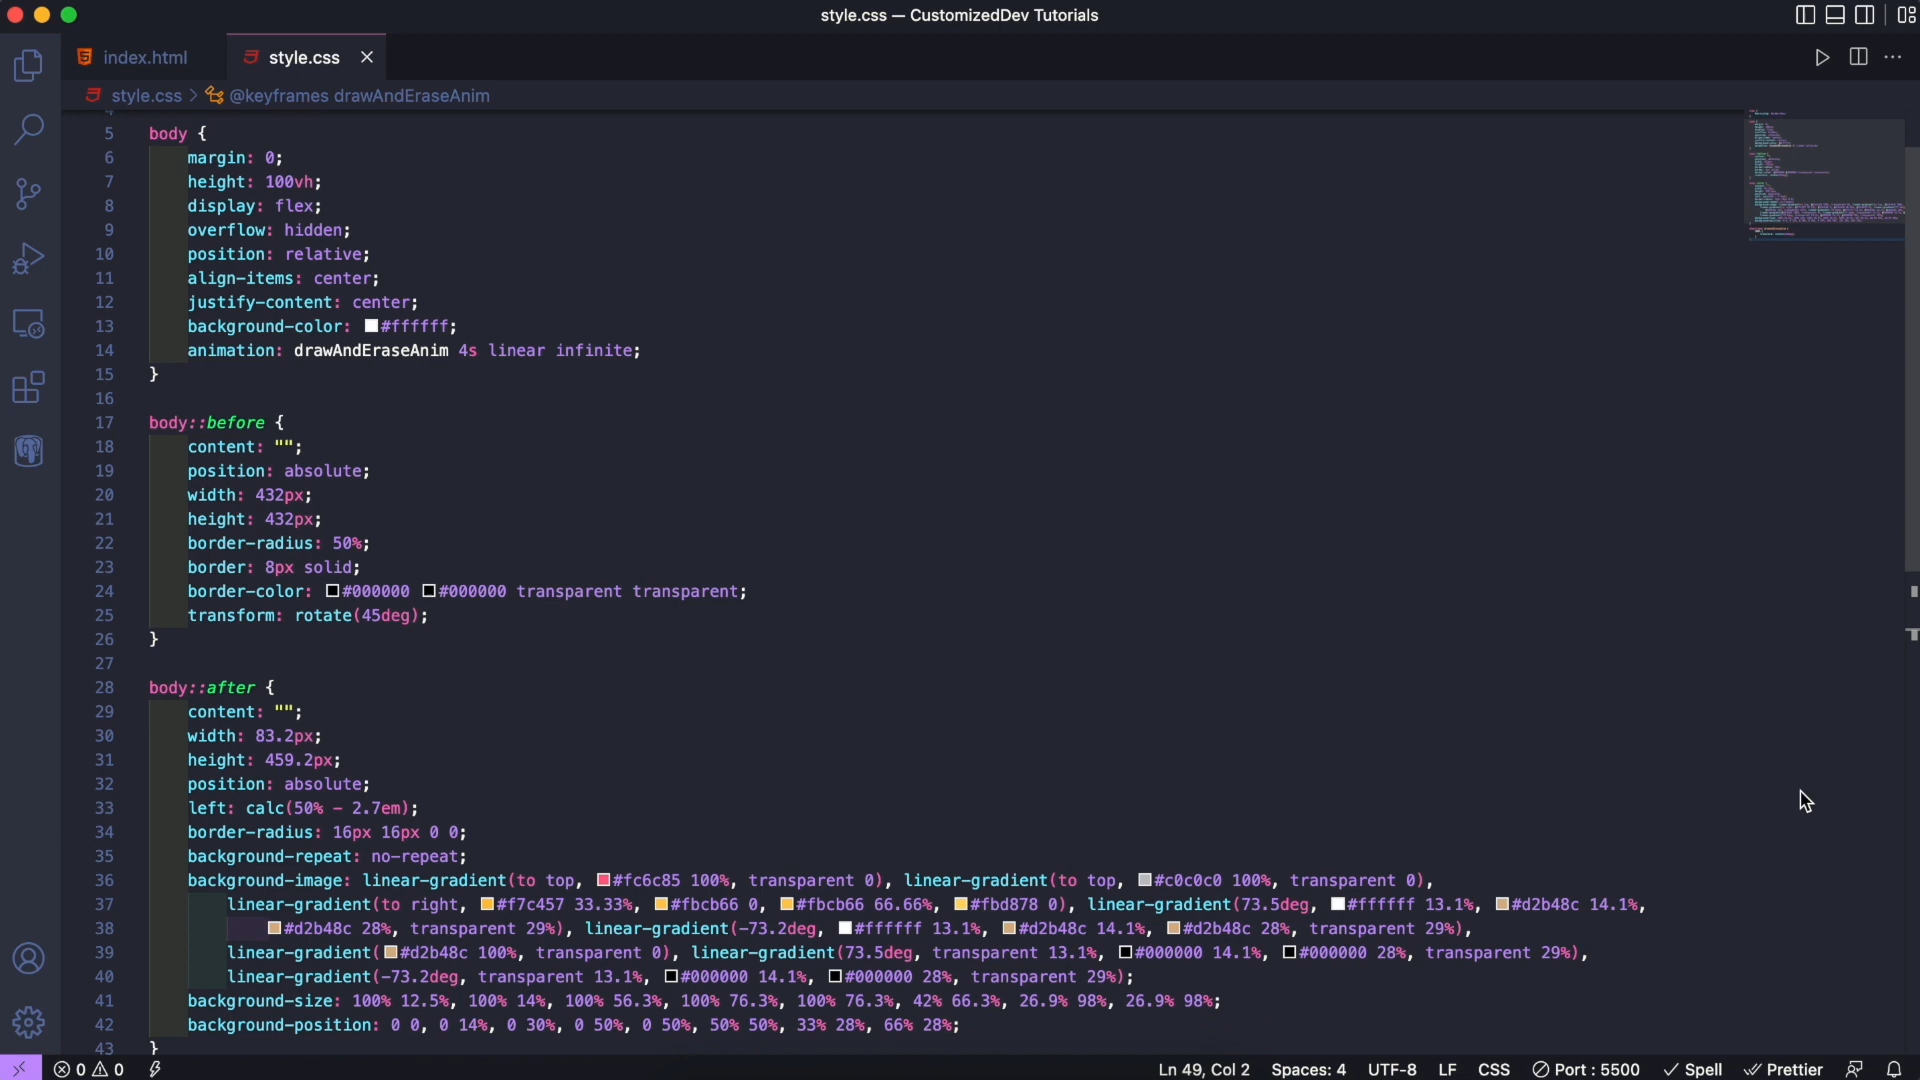 style.css — CustomizedDev Tutorials
index.html
style.css
style.css > @keyframes drawAndEraseAnim
5 body {
6 margin: 0;
7 height: 100vh;
8 display: flex;
9 overflow: hidden;
10 position: relative;
11 align-items: center;
12 justify-content: center;
13 background-color: #ffffff;
14 animation: drawAndEraseAnim 4s linear infinite;
15 }
16
17 body::before {
18 content: "";
19 position: absolute;
20 width: 432px;
21 height: 432px;
22 border-radius: 50%;
23 border: 8px solid;
24 border-color: #000000 #000000 transparent transparent;
25 transform: rotate(45deg);
26 }
27
28 body::after {
29 content: "";
30 width: 83.2px;
31 height: 459.2px;
32 position: absolute;
33 left: calc(50% - 2.7em);
34 border-radius: 16px 16px 0 0;
35 background-repeat: no-repeat;
36 background-image: linear-gradient(to top, #fc6c85 100%, transparent 0), linear-gradient(to top, #c0c0c0 100%, transparent 0),
37 linear-gradient(to right, #f7c457 33.33%, #fbcb66 0, #fbcb66 66.66%, #fbd878 0), linear-gradient(73.5deg, #ffffff 13.1%, #d2b48c 14.1%,
38 #d2b48c 28%, transparent 29%), linear-gradient(-73.2deg, #ffffff 13.1%, #d2b48c 14.1%, #d2b48c 28%, transparent 29%),
39 linear-gradient(#d2b48c 100%, transparent 0), linear-gradient(73.5deg, transparent 13.1%, #000000 14.1%, #000000 28%, transparent 29%),
40 linear-gradient(-73.2deg, transparent 13.1%, #000000 14.1%, #000000 28%, transparent 29%);
41 background-size: 100% 12.5%, 100% 14%, 100% 56.3%, 100% 76.3%, 100% 76.3%, 42% 66.3%, 26.9% 98%, 26.9% 98%;
42 background-position: 0 0, 0 14%, 0 30%, 0 50%, 0 50%, 50% 50%, 33% 28%, 66% 28%;
43 }
0 0 Ln 49, Col 2 Spaces: 4 UTF-8 LF CSS Port : 5500 Spell Prettier